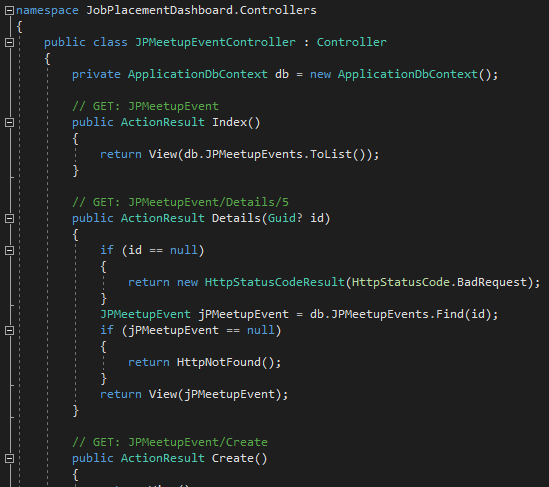 namespace JobPlacementDashboard.Controllers
{
public class JPMeetupEventController : Controller
{
private ApplicationDbContext db = new ApplicationDbContext();
// GET: JPMeetupEvent
public ActionResult Index()
{
return View(db.JPMeetupEvents.ToList());
}
// GET: JPMeetupEvent/Details/5
public ActionResult Details(Guid? id)
{
if (id == null)
{
return new HttpStatusCodeResult(HttpStatusCode.BadRequest);
}
JPMeetupEvent jPMeetupEvent = db.JPMeetupEvents.Find(id);
if (jPMeetupEvent == null)
{
return HttpNotFound();
}
return View(jPMeetupEvent);
}
// GET: JPMeetupEvent/Create
public ActionResult Create()
{